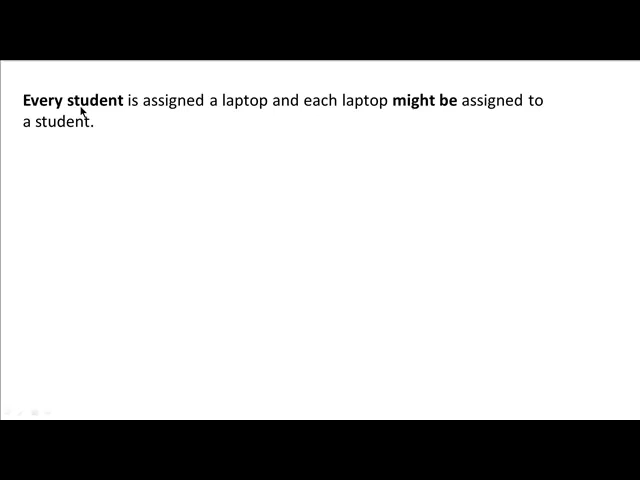 Every student is assigned a laptop and each laptop might be assigned to
a student.